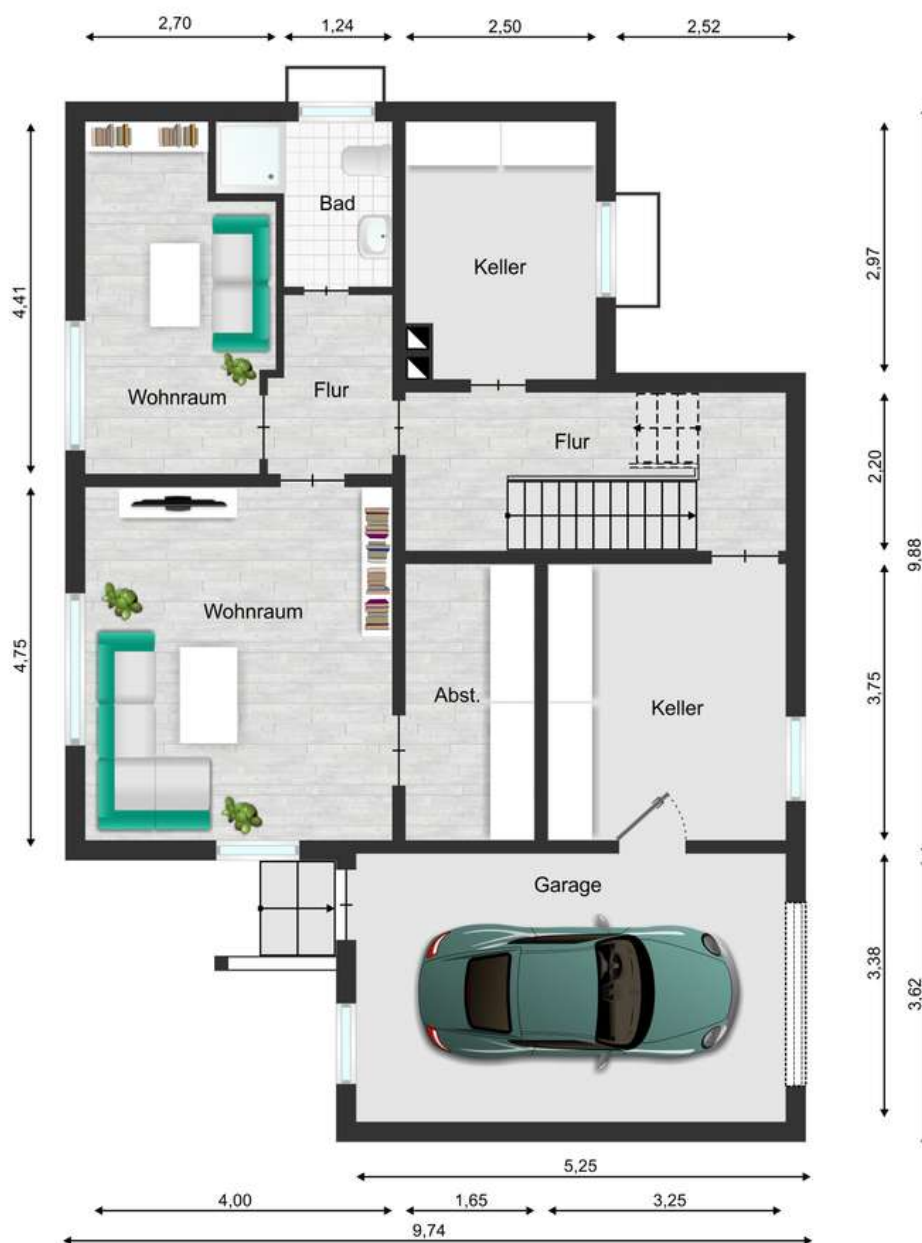 2,70
1,24
2,50
2,52
Bad
Keller
2,97
4,41
Wohnraum
Flur
Flur
2,20
9,88
Wohnraum
4,75
Abst.
Keller
3,75
Garage
3,38
3,62
5,25
4,00
1,65
3,25
9,74